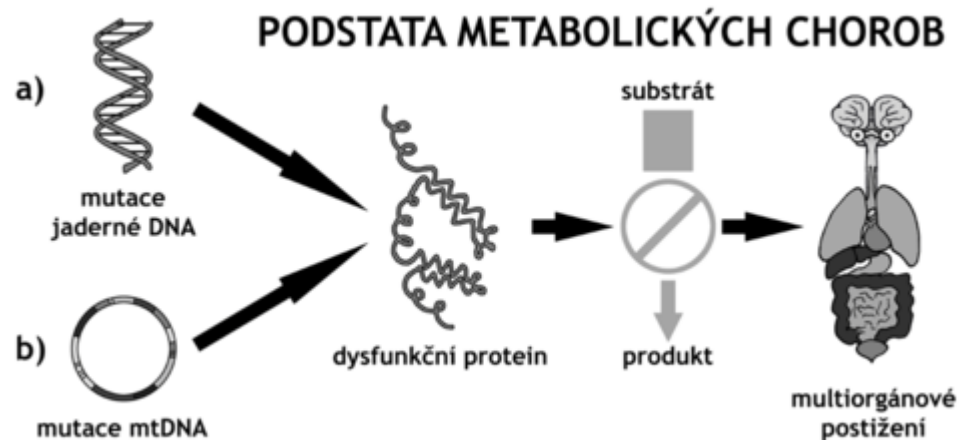 PODSTATA METABOLICKÝCH CHOROB
a)
mutace
jaderné DNA
b)
mutace mtDNA
dysfunkční protein
substrát
produkt
multiorgánové
postižení